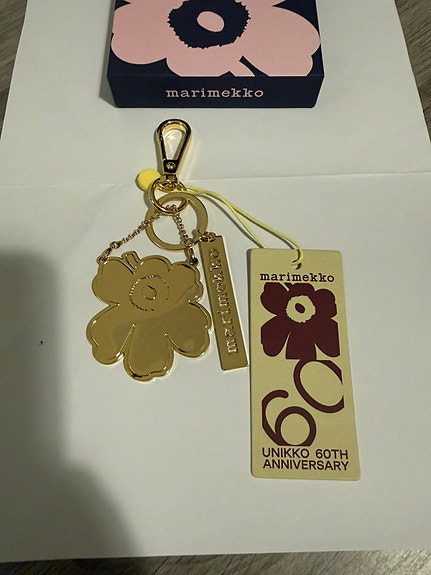 marimekko
marimekko
marimekko
60
UNIKKO 60TH
ANNIVERSARY